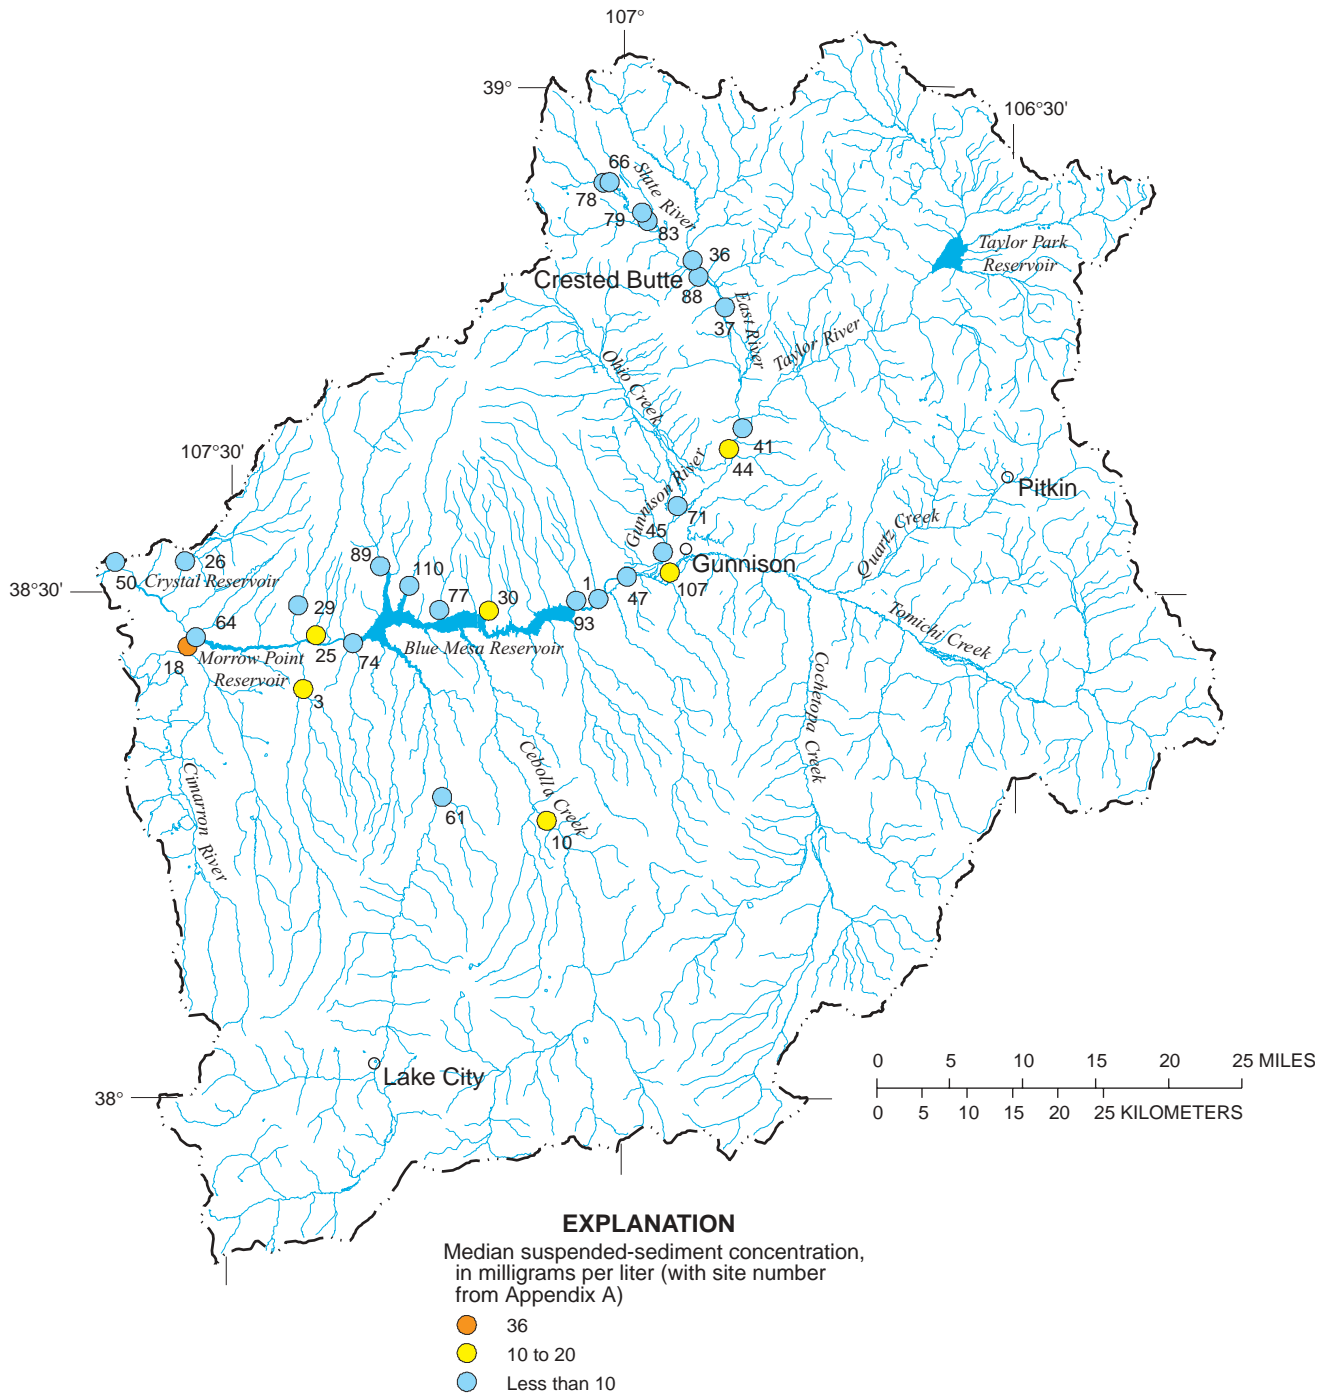 107°
39°
106°30'
66
Slate River
78
79
83
Taylor Park
Reservoir
36
Crested Butte
88
East River
37
Taylor River
Ohio Creek
107°30'
41
44
Gunnison River
Pitkin
71
Quartz Creek
45
Gunnison
89
26
50
Crystal Reservoir
38°30'
110
107
47
1
77
30
29
93
Tomichi Creek
64
25
74
Blue Mesa Reservoir
18
Morrow Point
Reservoir
3
Cochetopa Creek
Cebolla Creek
Cimarron River
61
10
0 5 10 15 20 25 MILES
Lake City
38°
0 5 10 15 20 25 KILOMETERS
EXPLANATION
Median suspended-sediment concentration,
in milligrams per liter (with site number
from Appendix A)
36
10 to 20
Less than 10